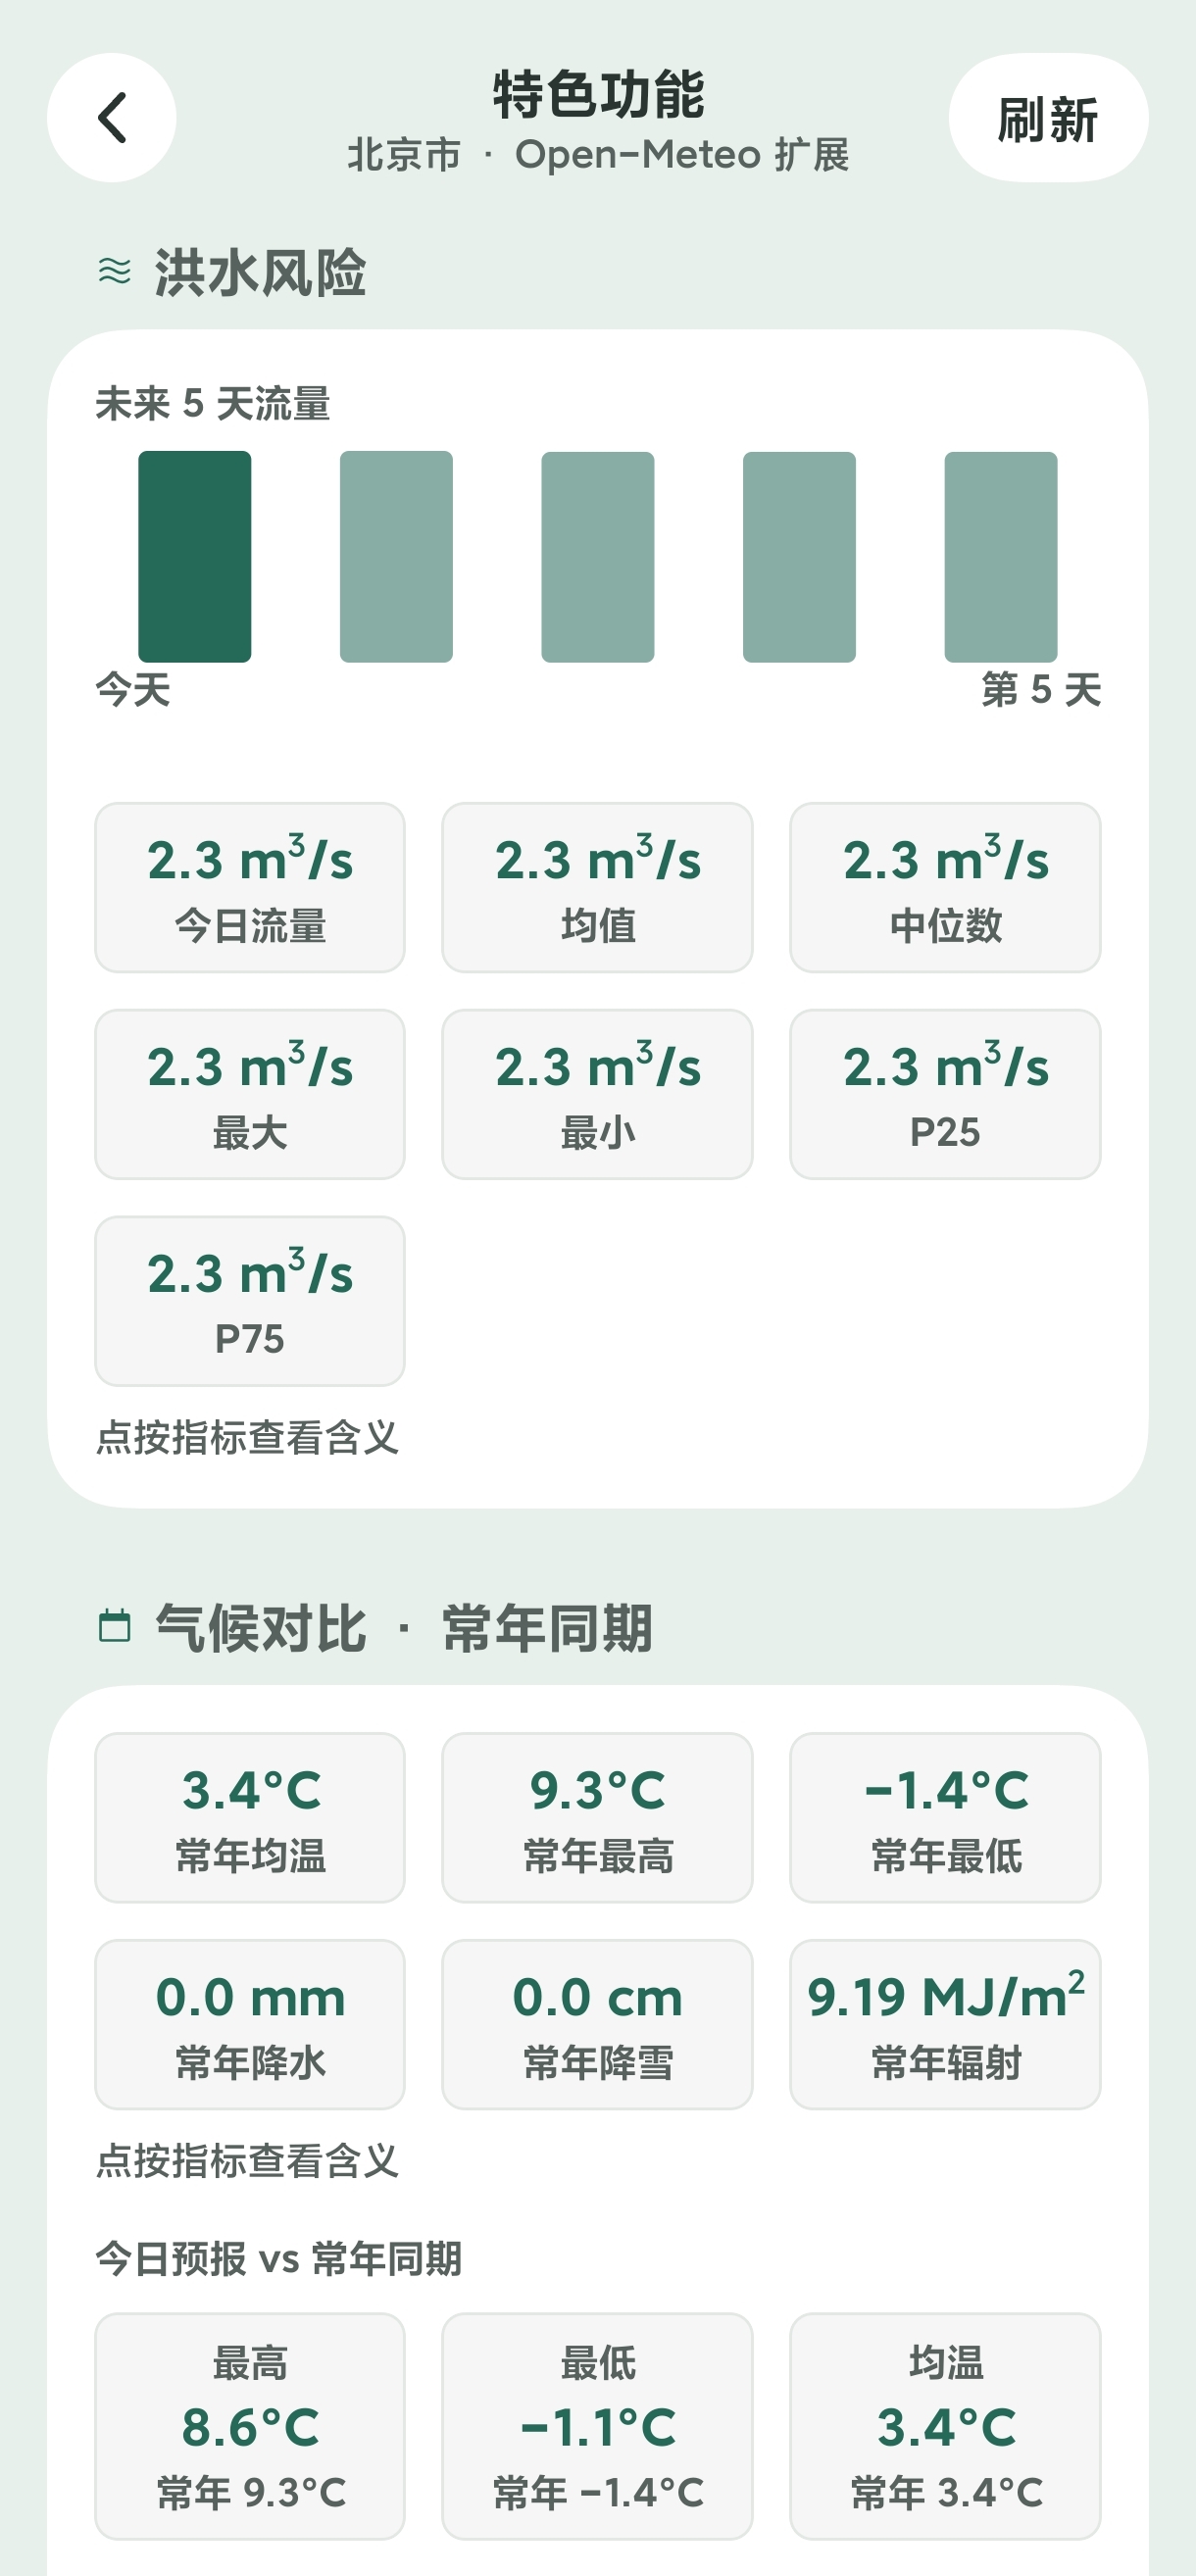 特色功能
北京市 · Open-Meteo 扩展
刷新
洪水风险
未来 5 天流量
今天
第 5 天
2.3 m³/s
今日流量
2.3 m³/s
均值
2.3 m³/s
中位数
2.3 m³/s
最大
2.3 m³/s
最小
2.3 m³/s
P25
2.3 m³/s
P75
点按指标查看含义
气候对比 · 常年同期
3.4°C
常年均温
9.3°C
常年最高
-1.4°C
常年最低
0.0 mm
常年降水
0.0 cm
常年降雪
9.19 MJ/m²
常年辐射
点按指标查看含义
今日预报 vs 常年同期
最高
8.6°C
常年 9.3°C
最低
-1.1°C
常年 -1.4°C
均温
3.4°C
常年 3.4°C